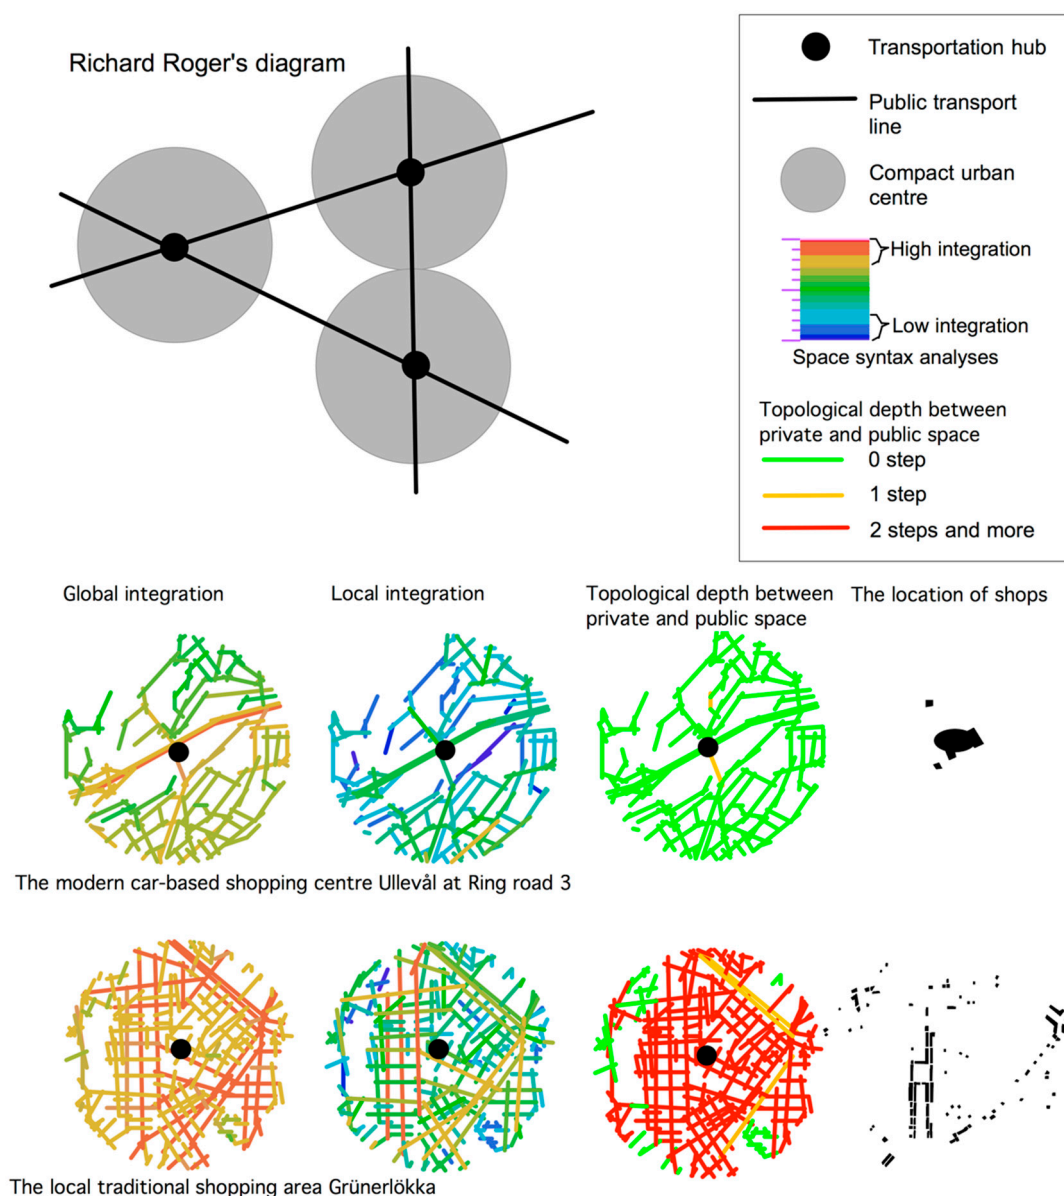 Richard Roger's diagram
Transportation hub
Public transport
line
Compact urban
centre
High integration
Low integration
Space syntax analyses
Topological depth between
private and public space
0 step
1 step
2 steps and more
Global integration
Local integration
Topological depth between
private and public space
The location of shops
The modern car-based shopping centre Ullevål at Ring road 3
The local traditional shopping area Grünerlökka